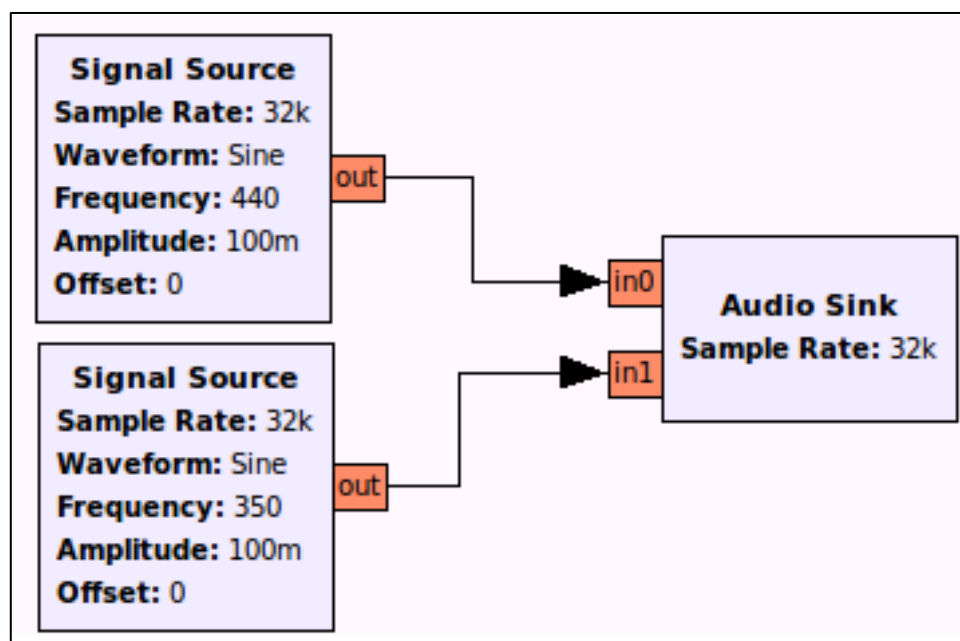 Signal Source
Sample Rate: 32k
Waveform: Sine
Frequency: 440
Amplitude: 100m
Offset: 0
out
Signal Source
Sample Rate: 32k
Waveform: Sine
Frequency: 350
Amplitude: 100m
Offset: 0
out
in0
in1
Audio Sink
Sample Rate: 32k